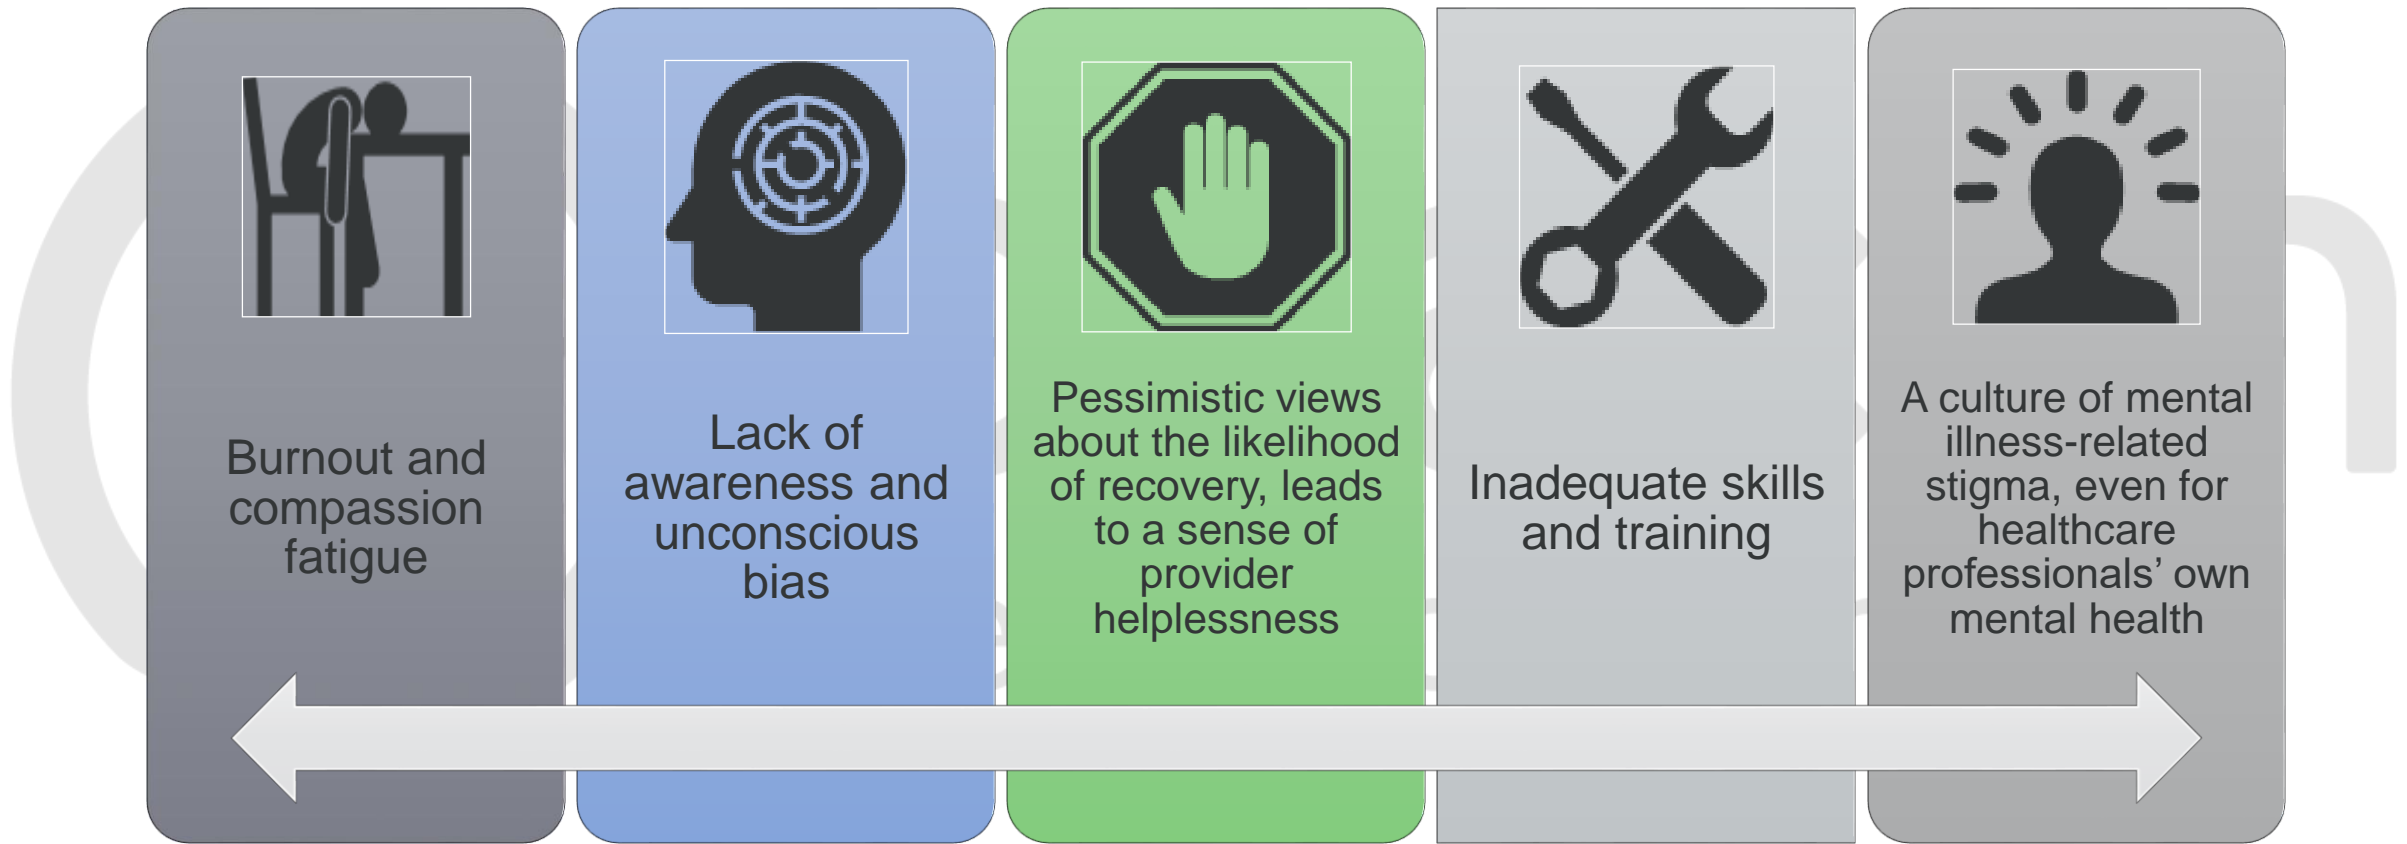 Burnout and
compassion
fatigue
Lack of
awareness and
unconscious
bias
Pessimistic views
about the likelihood
of recovery, leads
to a sense of
provider
helplessness
Inadequate skills
and training
A culture of mental
illness-related
stigma, even for
healthcare
professionals’ own
mental health